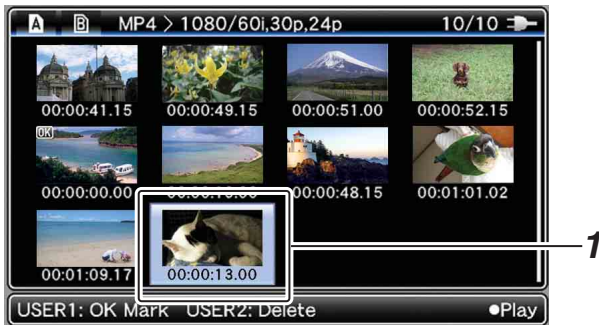 A B MP4 > 1080/60i,30p,24p 10/10
00:00:41.15 00:00:49.15 00:00:51.00 00:00:52.15
OK
00:00:00.00 00:00:48.15 00:01:01.02
00:01:09.17 00:00:13.00
1
USER1: OK Mark USER2: Delete ●Play